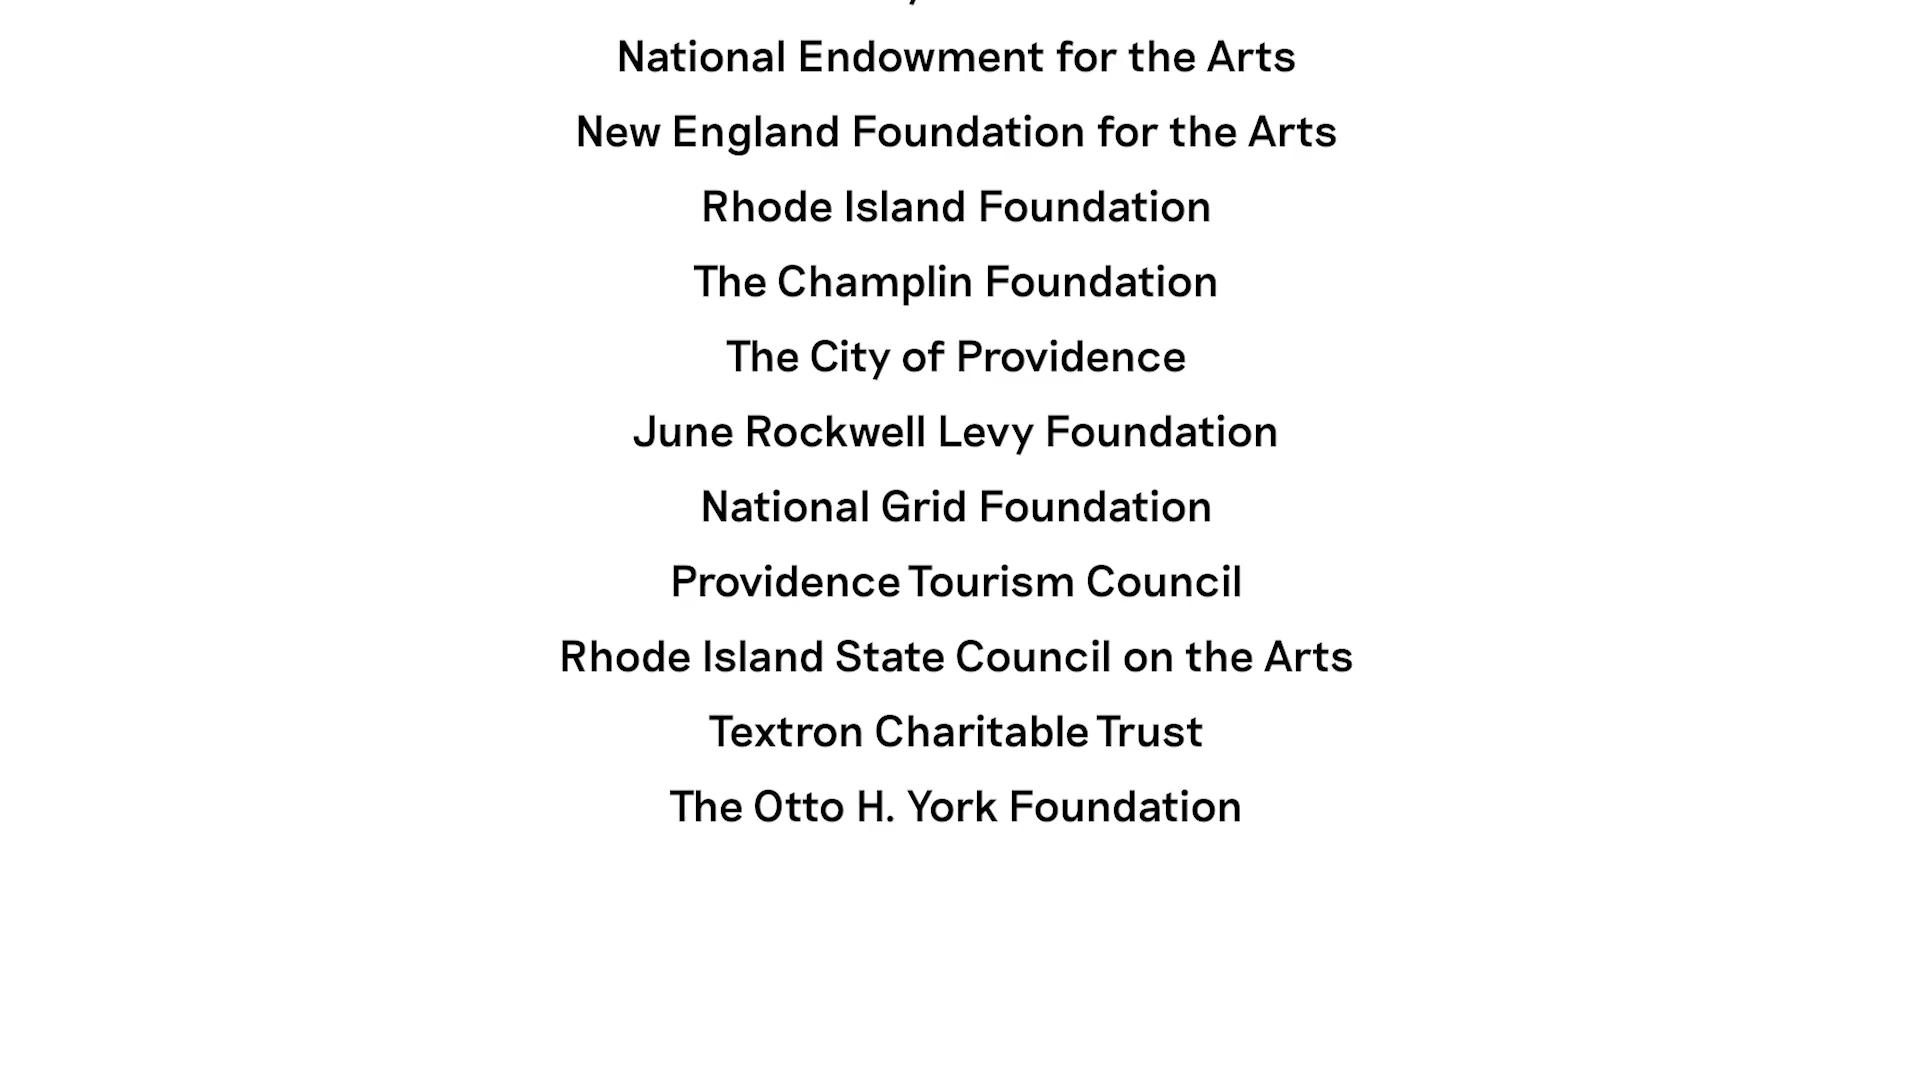 National Endowment for the Arts
New England Foundation for the Arts
Rhode Island Foundation
The Champlin Foundation
The City of Providence
June Rockwell Levy Foundation
National Grid Foundation
Providence Tourism Council
Rhode Island State Council on the Arts
Textron Charitable Trust
The Otto H. York Foundation